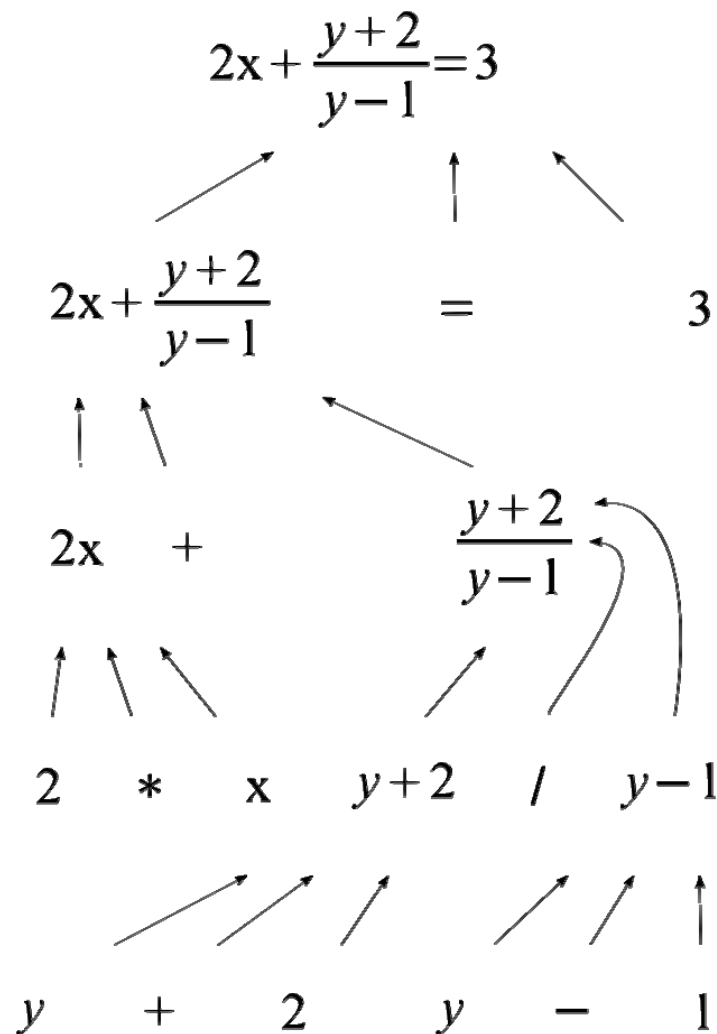 2x + (y+2)/(y−1) = 3
2x + (y+2)/(y−1) = 3
2x + (y+2)/(y−1)
2 * x y+2 / y−1
y + 2 y − 1